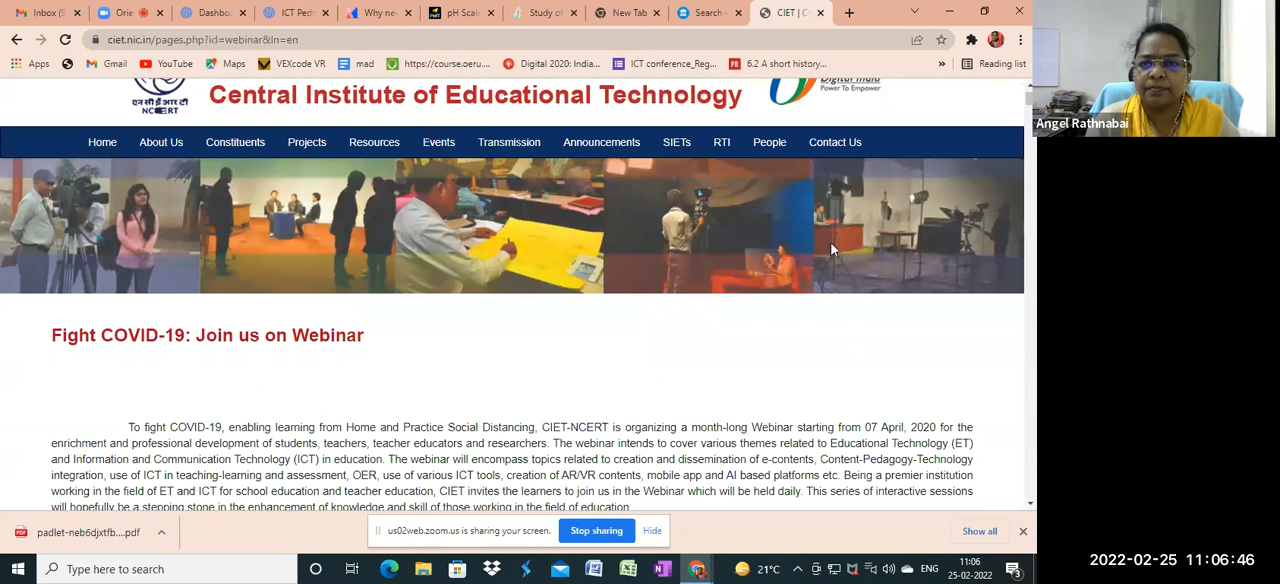 Inbox (9
Orie
Dashbo
ICT Ped
Why ne
pH Scale
Study of
New Tab
Search -
CIET | C
ciet.nic.in/pages.php?id=webinar&ln=en
Apps
Gmail
YouTube
Maps
VEXcode VR
mad
https://course.oeru....
Digital 2020: India...
ICT conference_Reg...
6.2 A short history...
Reading list
एन सी ई आर टी
NCERT
Central Institute of Educational Technology
Digital India
Power To Empower
Home
About Us
Constituents
Projects
Resources
Events
Transmission
Announcements
SIETs
RTI
People
Contact Us
Fight COVID-19: Join us on Webinar
To fight COVID-19, enabling learning from Home and Practice Social Distancing, CIET-NCERT is organizing a month-long Webinar starting from 07 April, 2020 for the
enrichment and professional development of students, teachers, teacher educators and researchers. The webinar intends to cover various themes related to Educational Technology (ET)
and Information and Communication Technology (ICT) in education. The webinar will encompass topics related to creation and dissemination of e-contents, Content-Pedagogy-Technology
integration, use of ICT in teaching-learning and assessment, OER, use of various ICT tools, creation of AR/VR contents, mobile app and AI based platforms etc. Being a premier institution
working in the field of ET and ICT for school education and teacher education, CIET invites the learners to join us in the Webinar which will be held daily. This series of interactive sessions
will hopefully be a stepping stone in the enhancement of knowledge and skill of those working in the field of education.
padlet-neb6djxtfb....pdf
us02web.zoom.us is sharing your screen.
Stop sharing
Hide
Show all
Type here to search
21°C
ENG
11:06
25-02-2022
3
Angel Rathnabai
2022-02-25 11:06:46